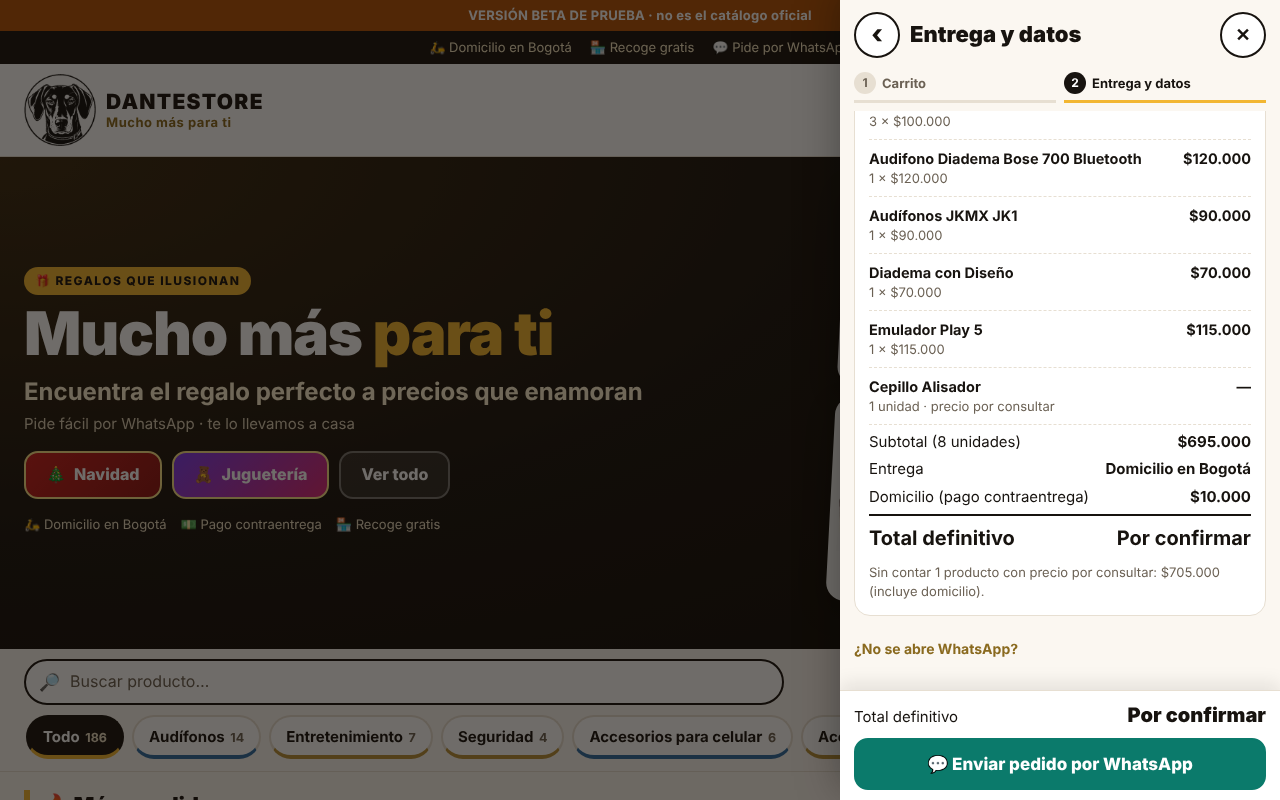 VERSIÓN BETA DE PRUEBA · no es el catálogo oficial
🛵 Domicilio en Bogotá 🏪 Recoge gratis 💬 Pide por WhatsAp
DANTESTORE
Mucho más para ti
🎁 REGALOS QUE ILUSIONAN
Mucho más para ti
Encuentra el regalo perfecto a precios que enamoran
Pide fácil por WhatsApp · te lo llevamos a casa
🎄 Navidad 🧸 Juguetería Ver todo
🛵 Domicilio en Bogotá 💵 Pago contraentrega 🏪 Recoge gratis
🔎 Buscar producto...
Todo 186 Audífonos 14 Entretenimiento 7 Seguridad 4 Accesorios para celular 6
‹ Entrega y datos ✕
1 Carrito 2 Entrega y datos
3 × $100.000
Audifono Diadema Bose 700 Bluetooth $120.000
1 × $120.000
Audífonos JKMX JK1 $90.000
1 × $90.000
Diadema con Diseño $70.000
1 × $70.000
Emulador Play 5 $115.000
1 × $115.000
Cepillo Alisador —
1 unidad · precio por consultar
Subtotal (8 unidades) $695.000
Entrega Domicilio en Bogotá
Domicilio (pago contraentrega) $10.000
Total definitivo Por confirmar
Sin contar 1 producto con precio por consultar: $705.000
(incluye domicilio).
¿No se abre WhatsApp?
Total definitivo Por confirmar
💬 Enviar pedido por WhatsApp